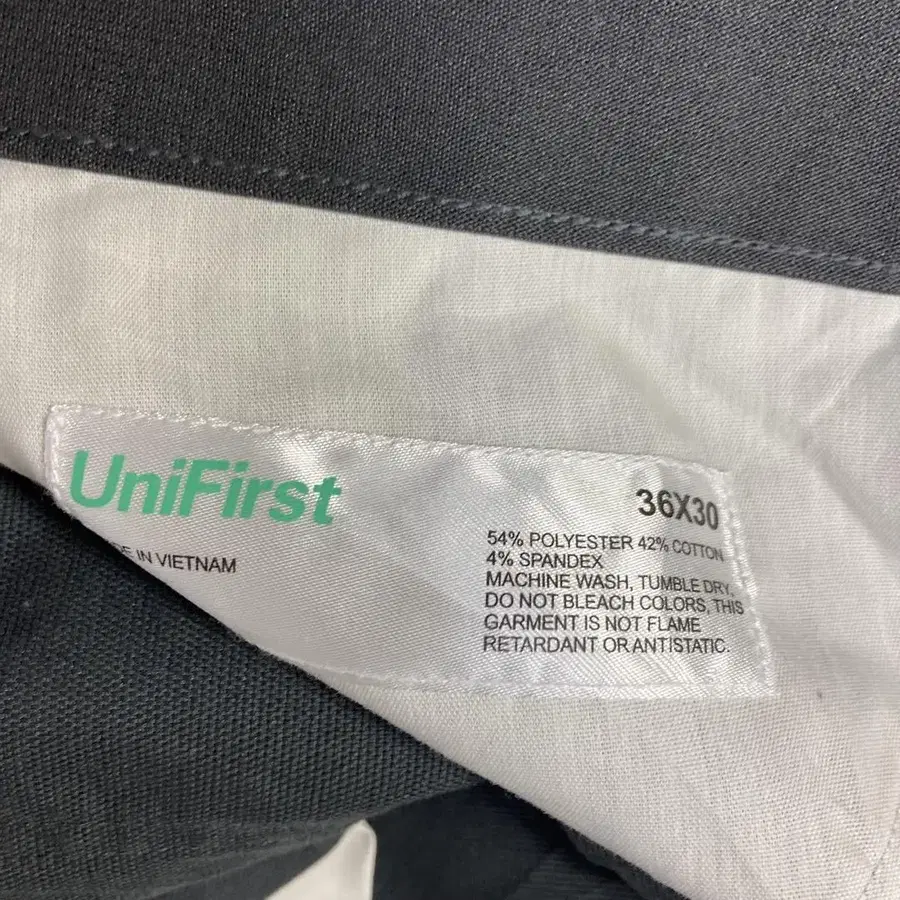 UniFirst
36X30
IN VIETNAM
54% POLYESTER 42% COTTON
4% SPANDEX
MACHINE WASH, TUMBLE DRY,
DO NOT BLEACH COLORS, THIS
GARMENT IS NOT FLAME
RETARDANT OR ANTISTATIC.